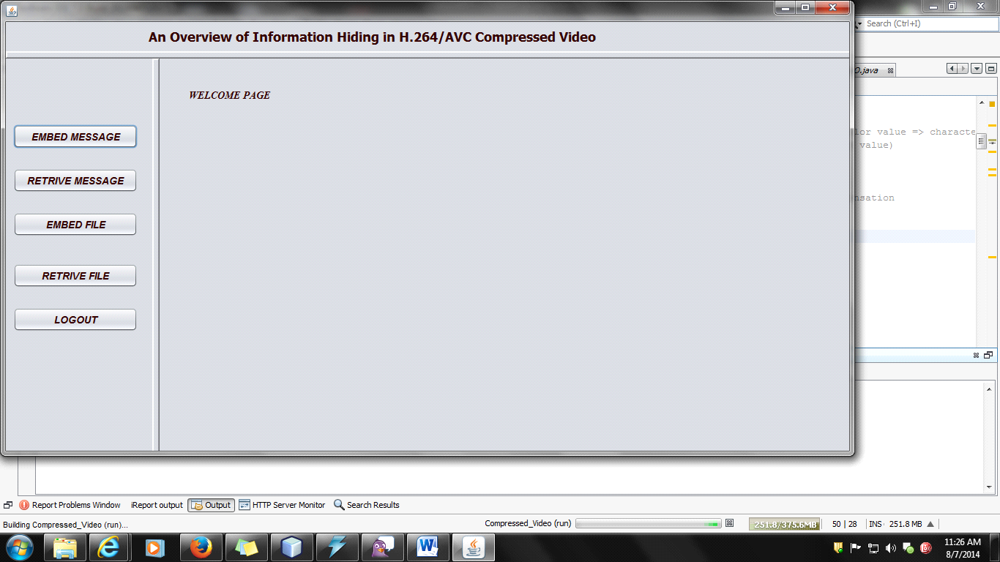 An Overview of Information Hiding in H.264/AVC Compressed Video
Search (Ctrl+I)
.java
WELCOME PAGE
EMBED MESSAGE
RETRIVE MESSAGE
EMBED FILE
RETRIVE FILE
LOGOUT
lor value => characte
value)
nsation
Report Problems Window iReport output Output HTTP Server Monitor Search Results
Building Compressed_Video (run)... Compressed_Video (run) 251.8/375.6MB 50 | 28 INS 251.8 MB
11:26 AM
8/7/2014